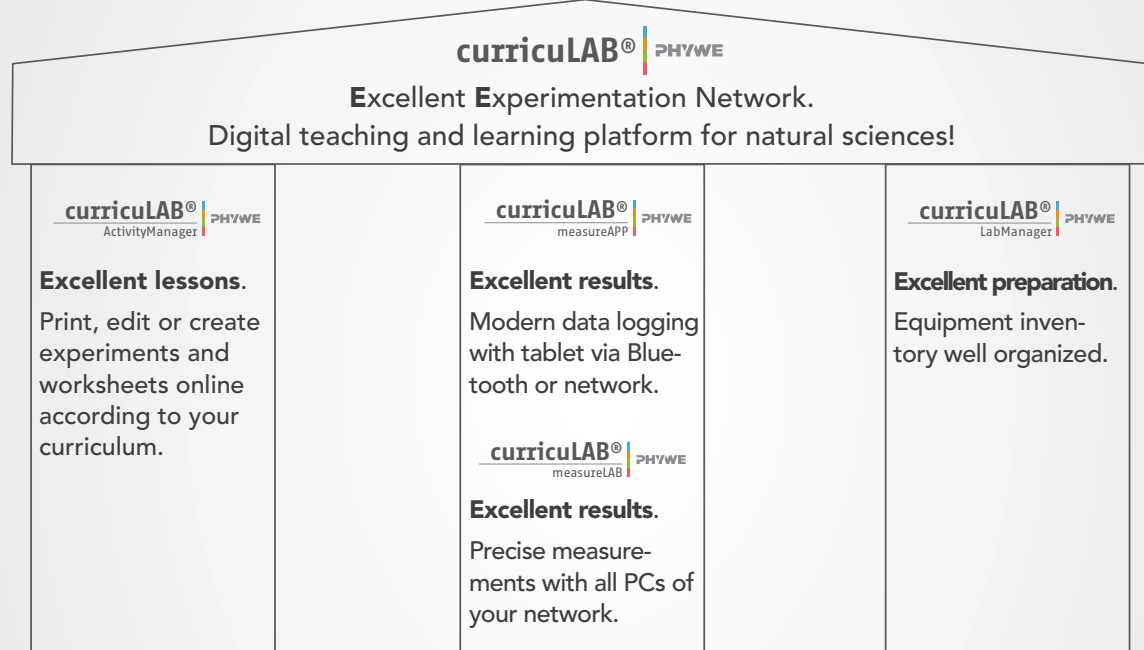 curricuLAB® PHYWE
Excellent Experimentation Network.
Digital teaching and learning platform for natural sciences!
curricuLAB® PHYWE
ActivityManager
Excellent lessons.
Print, edit or create
experiments and
worksheets online
according to your
curriculum.
curricuLAB® PHYWE
measureAPP
Excellent results.
Modern data logging
with tablet via Blue-
tooth or network.
curricuLAB® PHYWE
measureLAB
Excellent results.
Precise measure-
ments with all PCs of
your network.
curricuLAB® PHYWE
LabManager
Excellent preparation.
Equipment inven-
tory well organized.